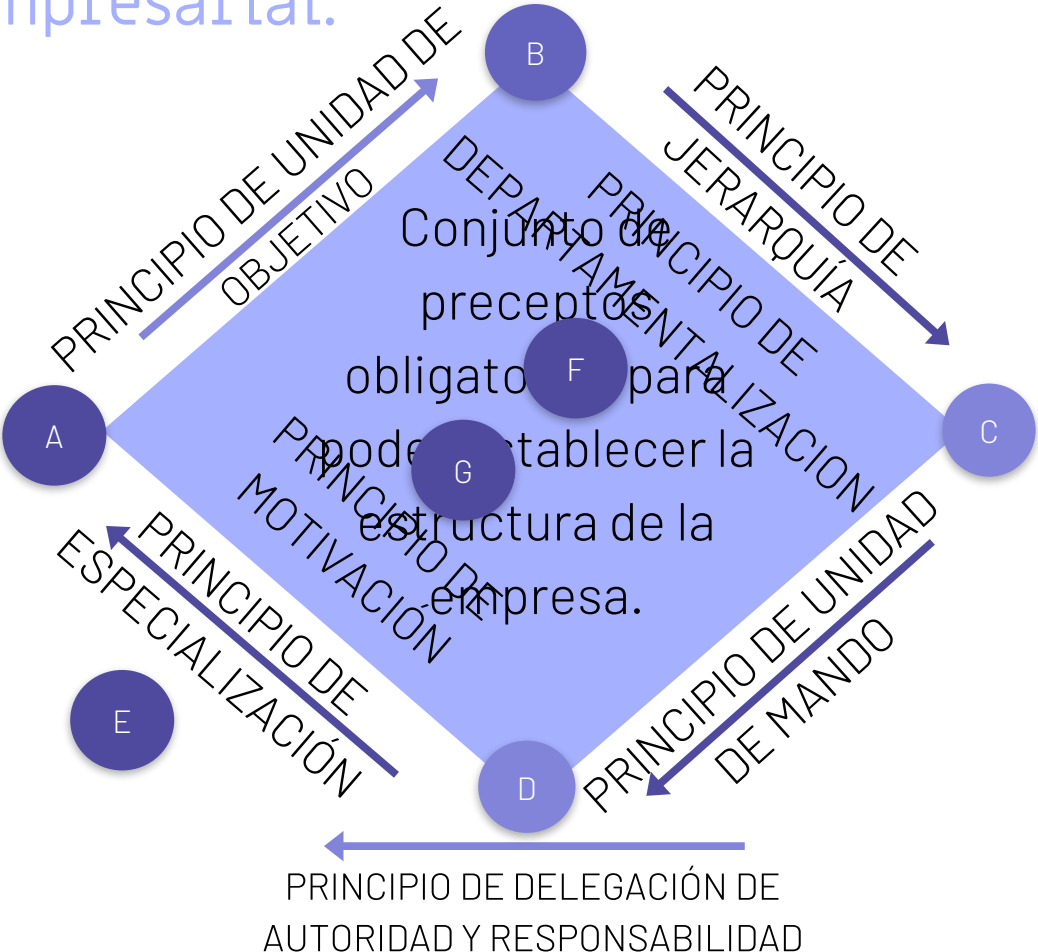 mpresarial.
PRINCIPIO DE UNIDAD DE
OBJETIVO
B
PRINCIPIO DE
JERARQUÍA
PRINCIPIO DE
DEPARTAMENTALIZACION
Conjunto de
preceptos
obligato para
pode stablecer la
estructura de la
empresa.
F
A
G
C
PRINCIPIO DE
MOTIVACIÓN
PRINCIPIO DE
ESPECIALIZACIÓN
PRINCIPIO DE UNIDAD
DE MANDO
E
D
PRINCIPIO DE DELEGACIÓN DE
AUTORIDAD Y RESPONSABILIDAD